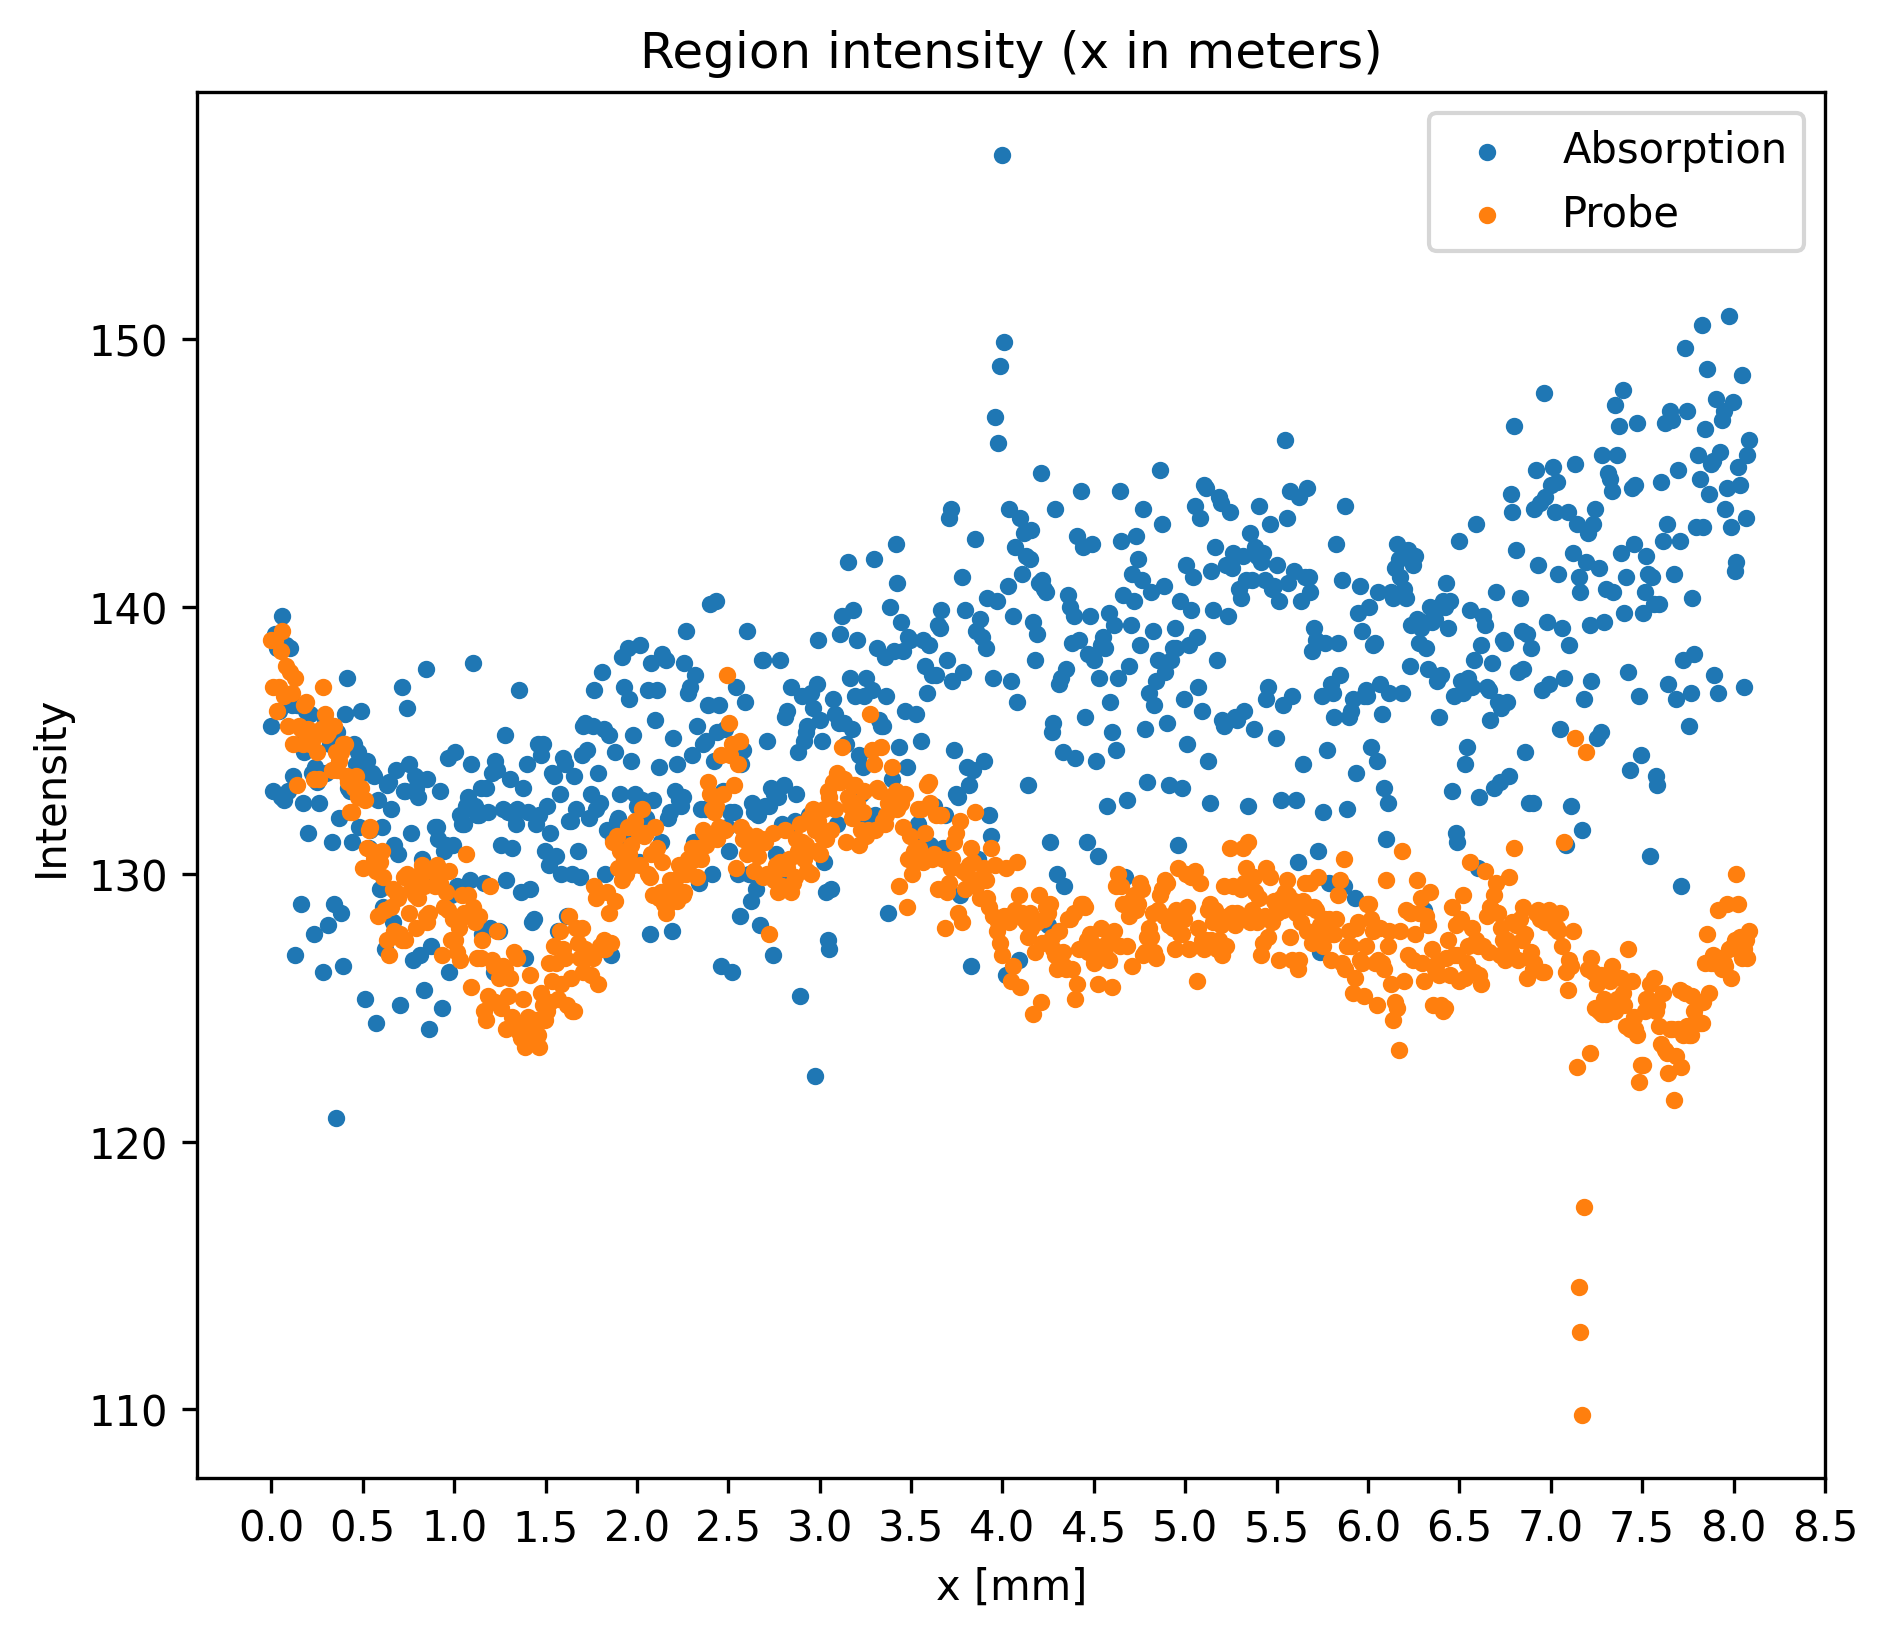 Region intensity (x in meters)
Absorption
Probe
Intensity
150
140
130
120
110
0.0 0.5 1.0 1.5 2.0 2.5 3.0 3.5 4.0 4.5 5.0 5.5 6.0 6.5 7.0 7.5 8.0 8.5
x [mm]